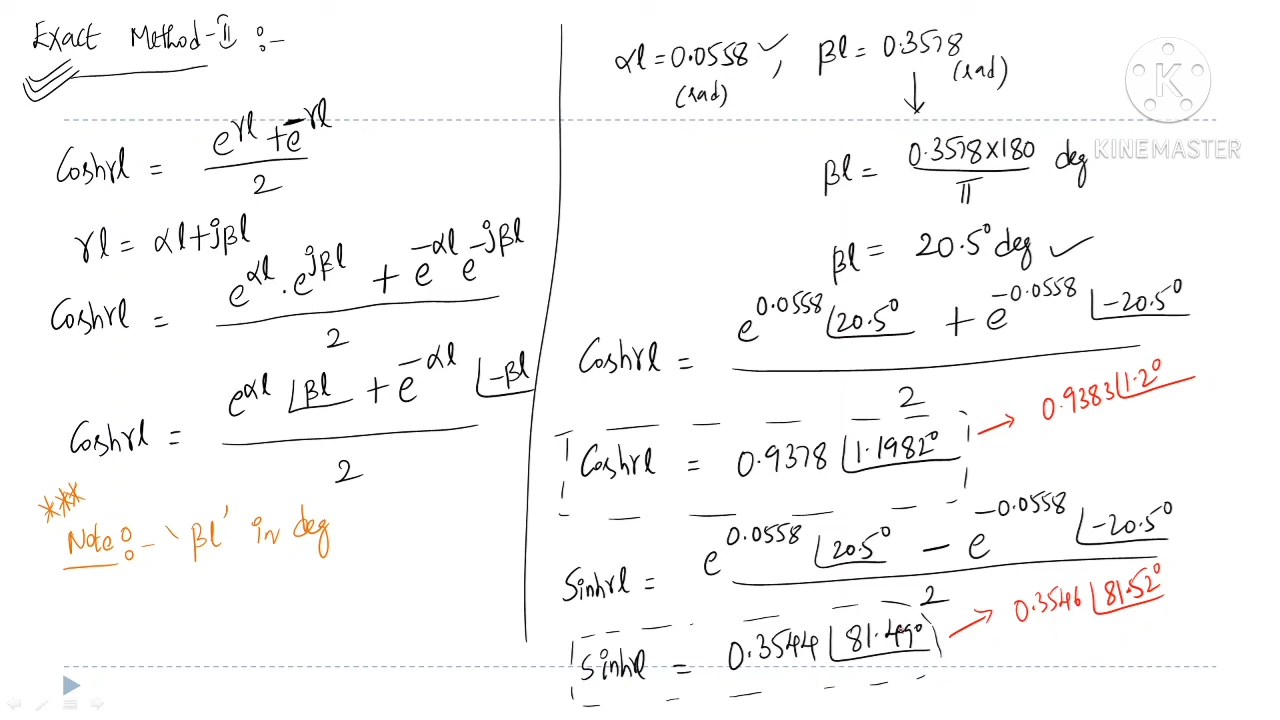 Exact Method-II :-
Coshγl = (e^γl + e^-γl) / 2
γl = αl+jβl
Coshγl = (e^αl . e^jβl + e^-αl e^-jβl) / 2
Coshγl = (e^αl ∠βl + e^-αl ∠-βl) / 2
***
Note:- 'βl' in deg
αl = 0.0558 ✓, βl = 0.3578
(rad) (rad)
↓
βl = (0.3578×180) / π deg
βl = 20.5° deg ✓
Coshγl = (e^0.0558 ∠20.5° + e^-0.0558 ∠-20.5°) / 2
Coshγl = 0.9378 ∠1.1982° → 0.9383 ∠1.2°
Sinhγl = (e^0.0558 ∠20.5° - e^-0.0558 ∠-20.5°) / 2
Sinhγl = 0.3544 ∠81.49° → 0.3546 ∠81.52°
K
KINEMASTER